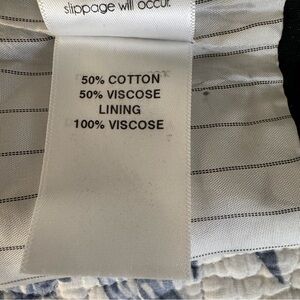 slippage will occur.
50% COTTON
50% VISCOSE
LINING
100% VISCOSE